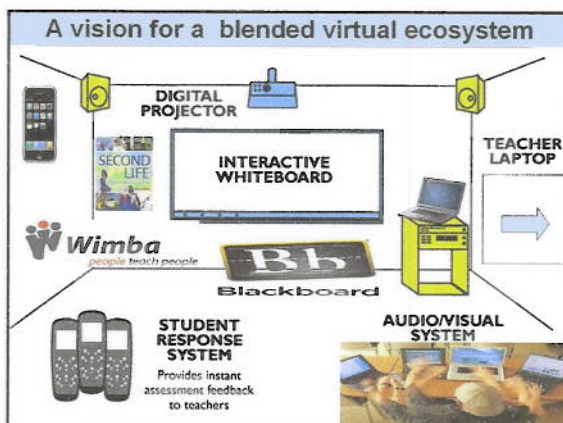 A vision for a blended virtual ecosystem
DIGITAL
PROJECTOR
SECOND
LIFE
INTERACTIVE
WHITEBOARD
TEACHER
LAPTOP
Wimba
people teach people
Bb
Blackboard
STUDENT
RESPONSE
SYSTEM
Provides instant
assessment feedback
to teachers
AUDIO/VISUAL
SYSTEM